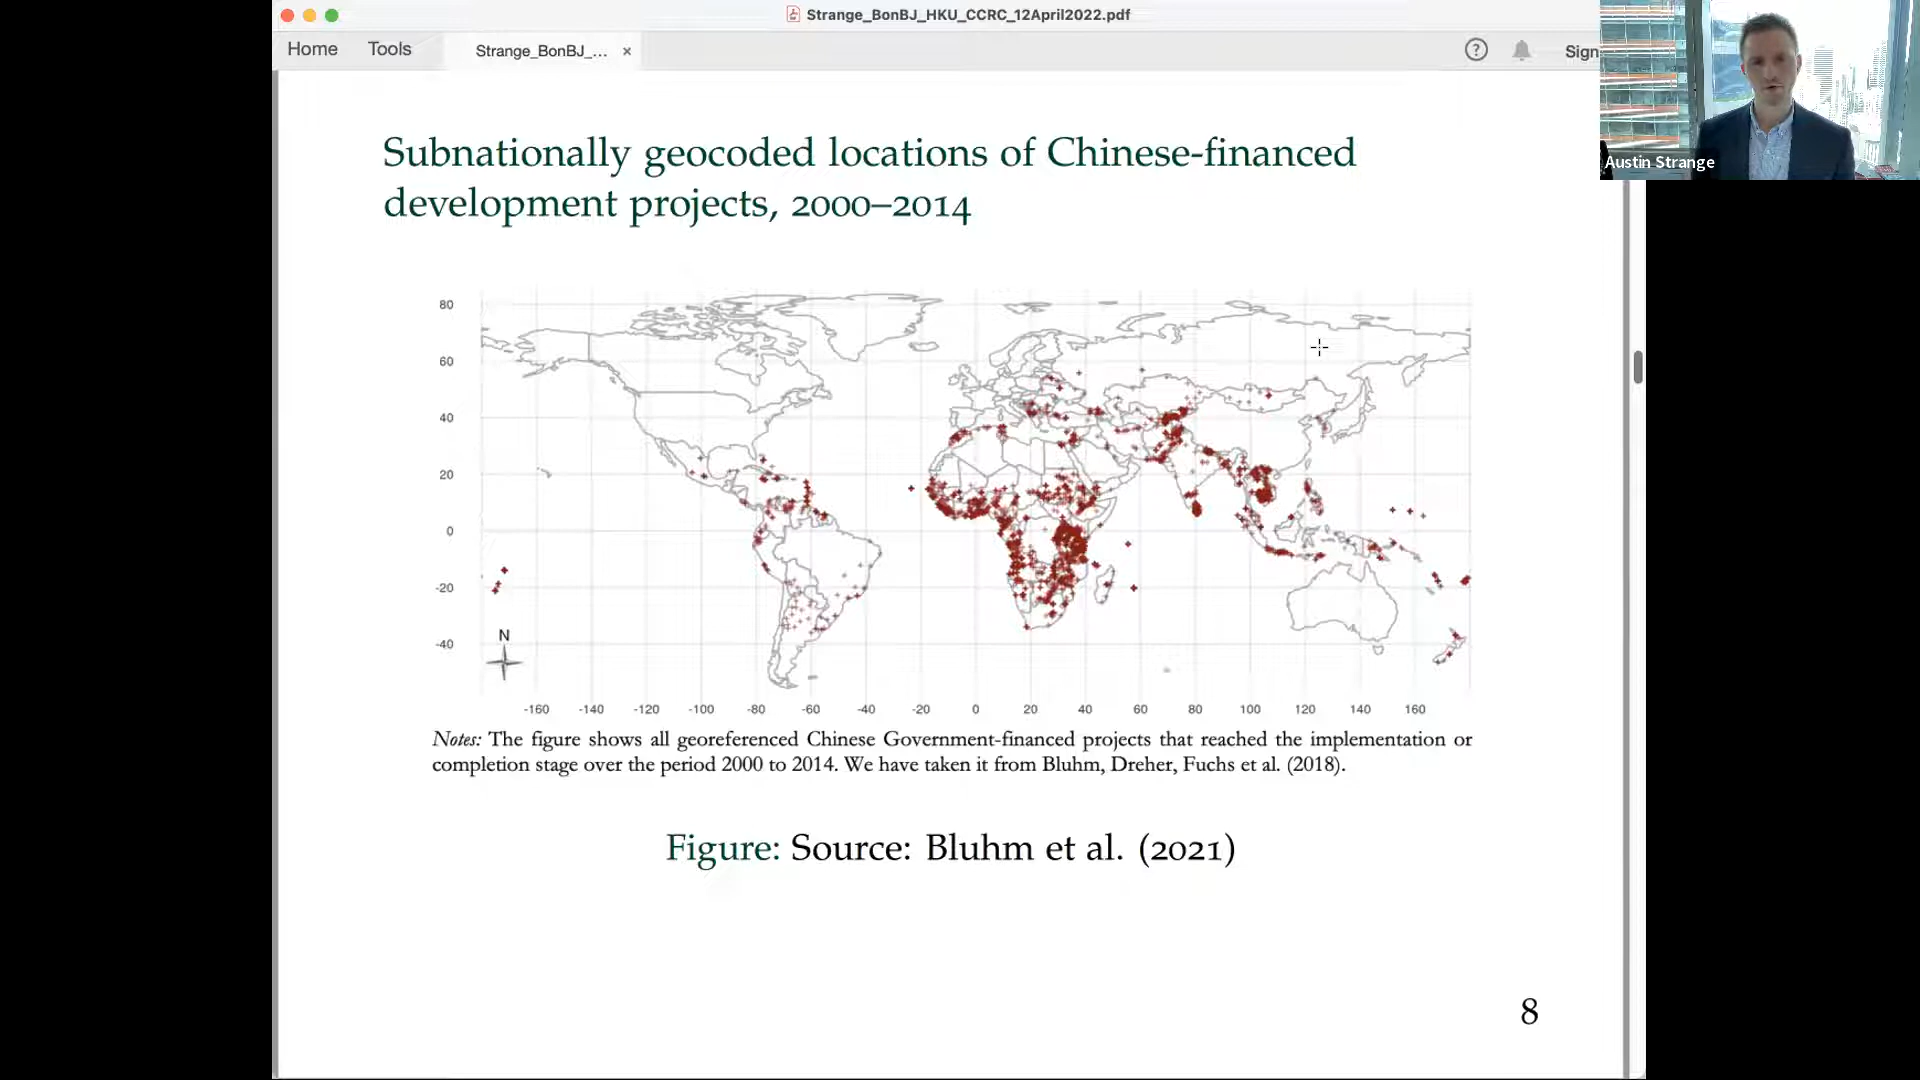 Strange_BonBJ_HKU_CCRC_12April2022.pdf
Home Tools Strange_BonBJ_... × ? Sign
Austin Strange
Subnationally geocoded locations of Chinese-financed
development projects, 2000–2014
80
60
40
20
0
-20
-40
N
-160 -140 -120 -100 -80 -60 -40 -20 0 20 40 60 80 100 120 140 160
Notes: The figure shows all georeferenced Chinese Government-financed projects that reached the implementation or
completion stage over the period 2000 to 2014. We have taken it from Bluhm, Dreher, Fuchs et al. (2018).
Figure: Source: Bluhm et al. (2021)
8